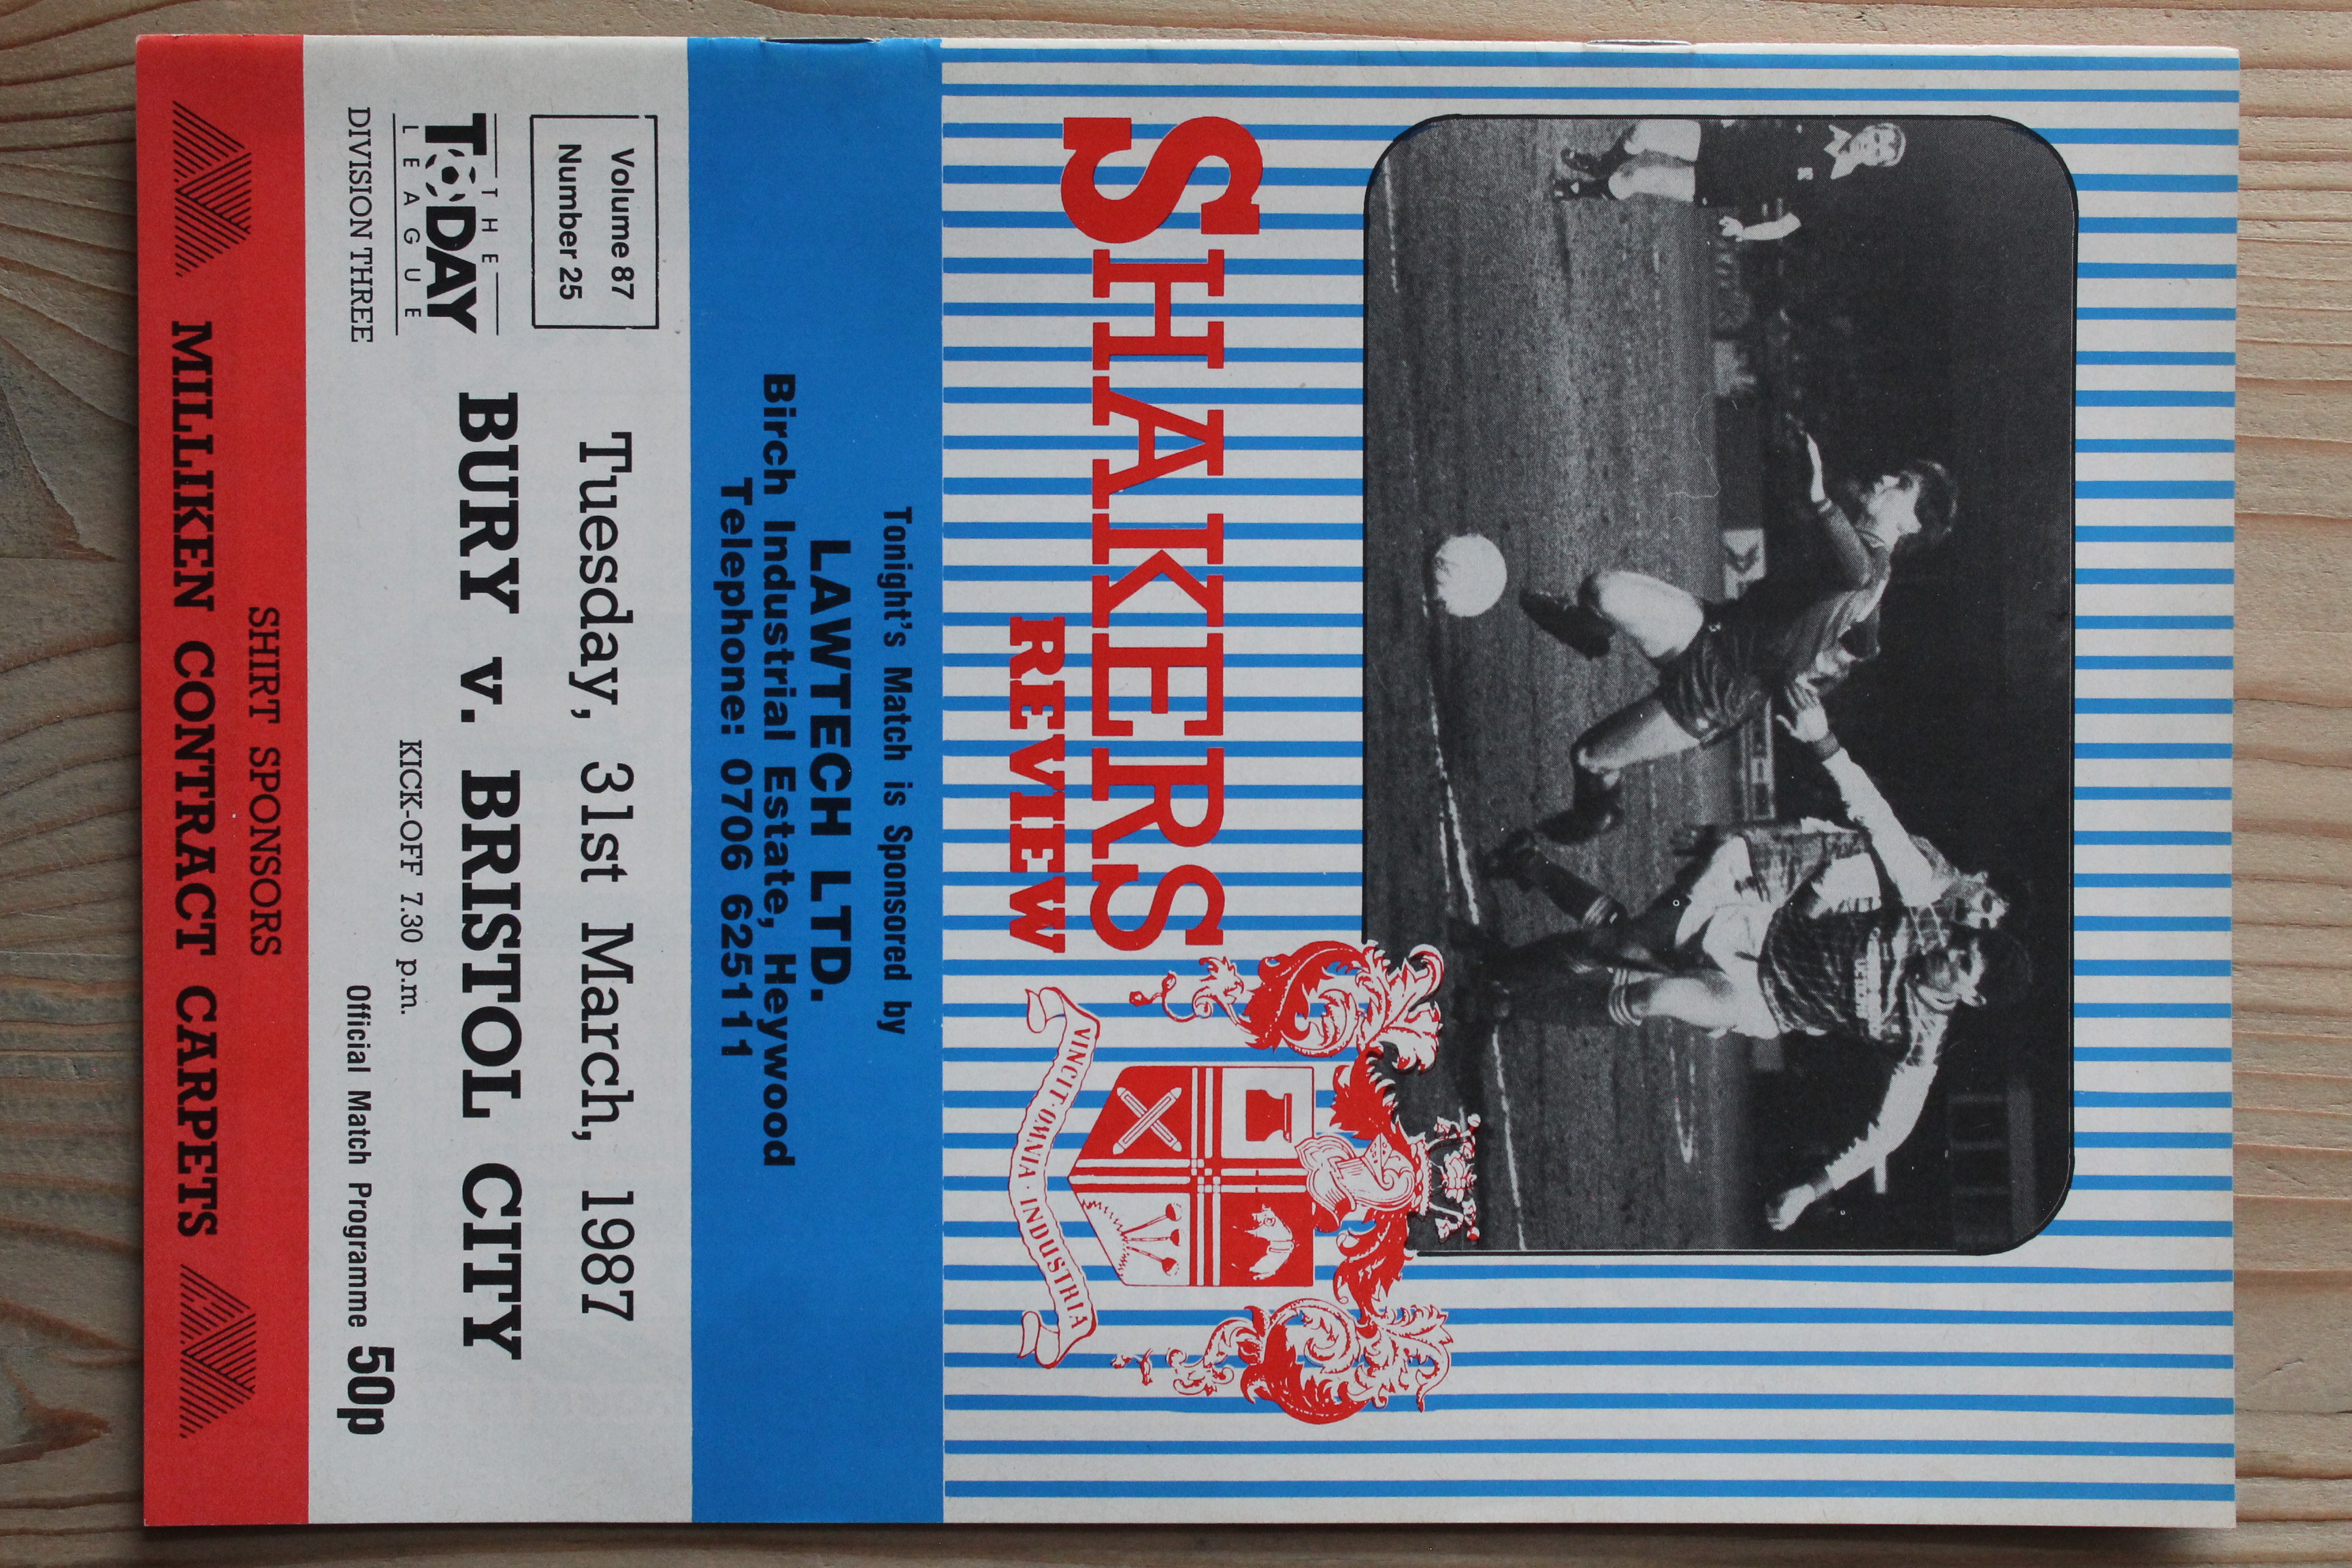 SHAKERS
REVIEW
VINCIT · OMNIA · INDUSTRIA
Tonight's Match is Sponsored by
LAWTECH LTD.
Birch Industrial Estate, Heywood
Telephone: 0706 625111
Volume 87
Number 25
Tuesday, 31st March, 1987
THE
TODAY
LEAGUE
DIVISION THREE
BURY v. BRISTOL CITY
KICK-OFF 7.30 p.m.
Official Match Programme 50p
SHIRT SPONSORS
MILLIKEN CONTRACT CARPETS